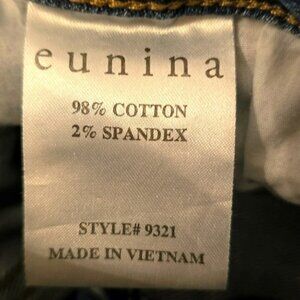 eunina
98% COTTON
2% SPANDEX
STYLE# 9321
MADE IN VIETNAM